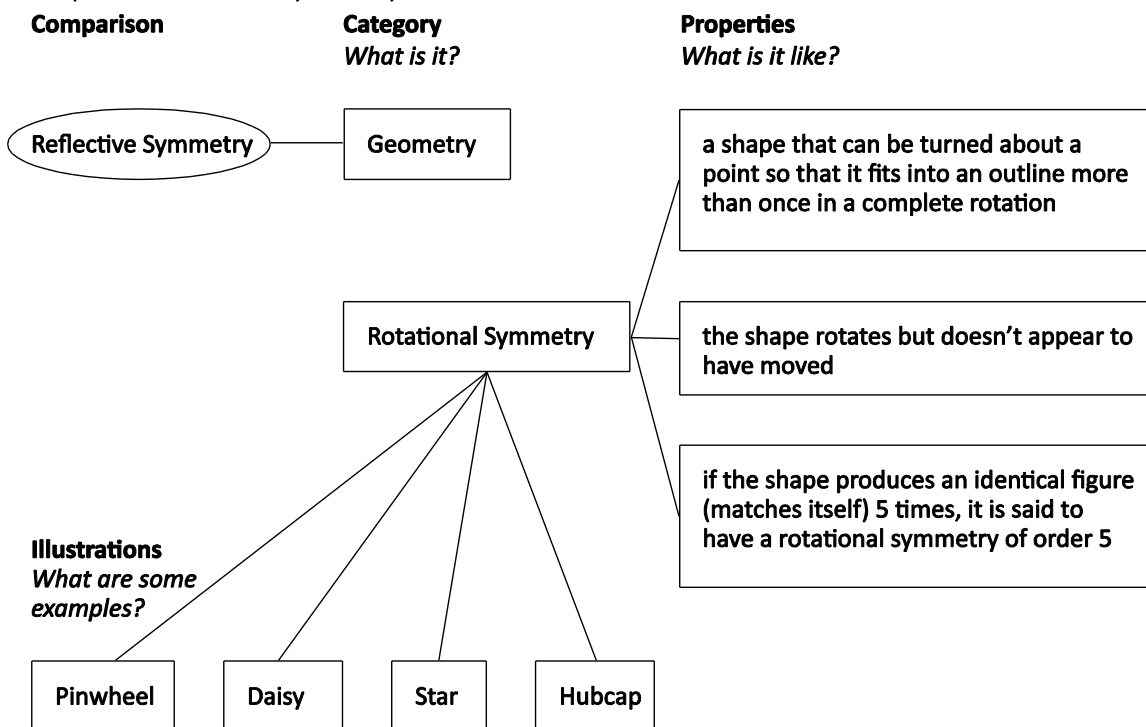 Comparison
Category
What is it?
Properties
What is it like?
Reflective Symmetry
Geometry
a shape that can be turned about a
point so that it fits into an outline more
than once in a complete rotation
Rotational Symmetry
the shape rotates but doesn’t appear to
have moved
if the shape produces an identical figure
(matches itself) 5 times, it is said to
have a rotational symmetry of order 5
Illustrations
What are some
examples?
Pinwheel
Daisy
Star
Hubcap